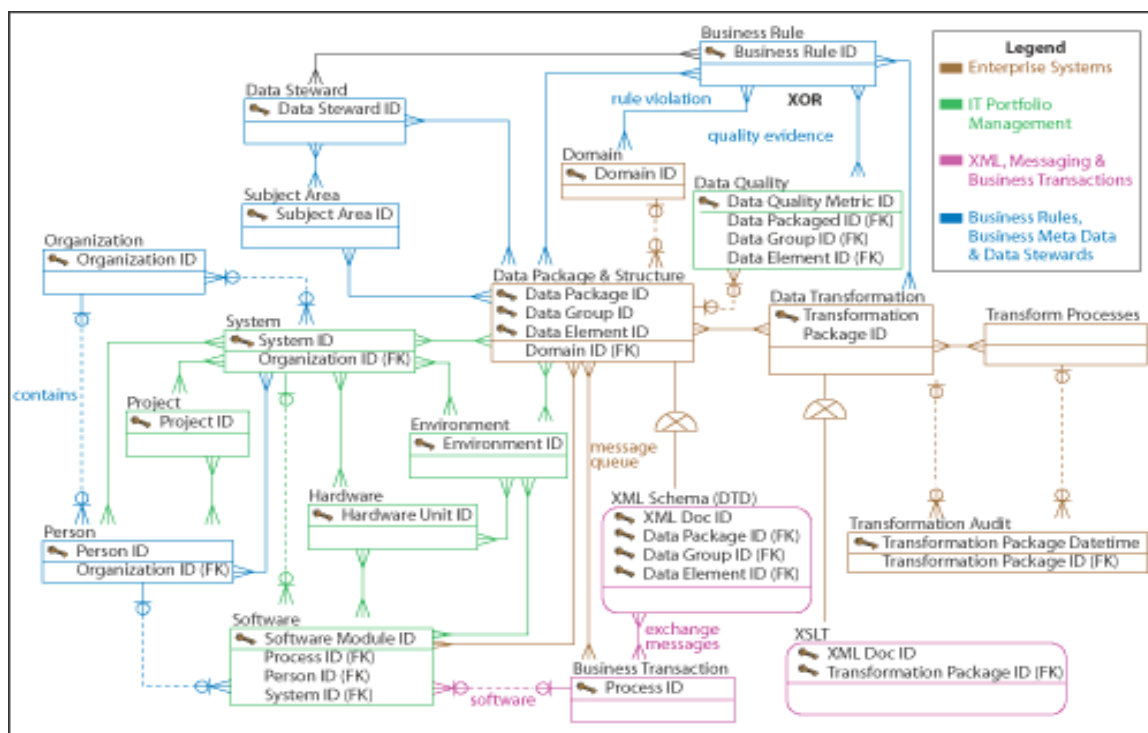 Business Rule
Business Rule ID
Legend
Enterprise Systems
IT Portfolio
Management
XML, Messaging &
Business Transactions
Business Rules,
Business Meta Data
& Data Stewards
Data Steward
Data Steward ID
rule violation
XOR
quality evidence
Domain
Domain ID
Data Quality
Data Quality Metric ID
Data Packaged ID (FK)
Data Group ID (FK)
Data Element ID (FK)
Subject Area
Subject Area ID
Organization
Organization ID
Data Package & Structure
Data Package ID
Data Group ID
Data Element ID
Domain ID (FK)
Data Transformation
Transformation
Package ID
Transform Processes
System
System ID
Organization ID (FK)
contains
Project
Project ID
Environment
Environment ID
message
queue
Hardware
Hardware Unit ID
XML Schema (DTD)
XML Doc ID
Data Package ID (FK)
Data Group ID (FK)
Data Element ID (FK)
Transformation Audit
Transformation Package Datetime
Transformation Package ID (FK)
Person
Person ID
Organization ID (FK)
Software
Software Module ID
Process ID (FK)
Person ID (FK)
System ID (FK)
exchange
messages
software
Business Transaction
Process ID
XSLT
XML Doc ID
Transformation Package ID (FK)